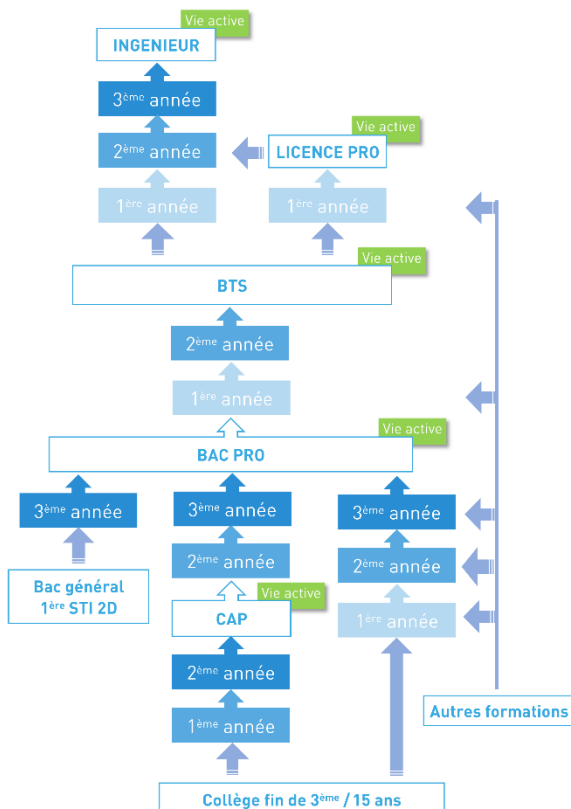 Vie active
INGENIEUR
3ème année
2ème année
Vie active
LICENCE PRO
1ère année
1ère année
Vie active
BTS
2ème année
1ère année
Vie active
BAC PRO
3ème année
3ème année
3ème année
2ème année
2ème année
Bac général
1ère STI 2D
Vie active
CAP
1ère année
2ème année
Autres formations
1ème année
Collège fin de 3ème / 15 ans